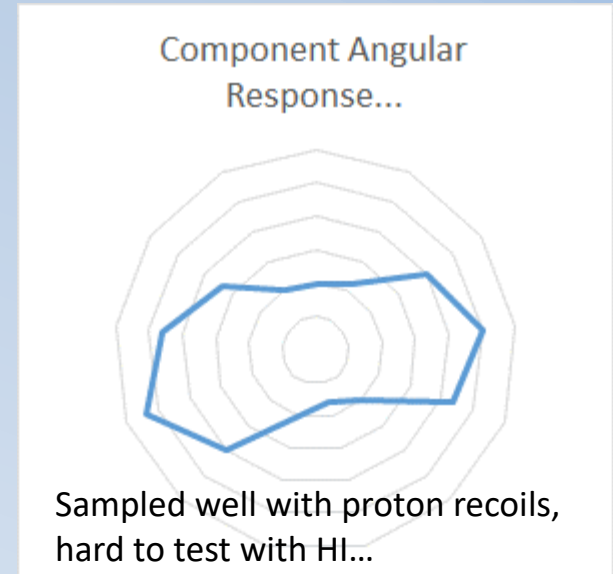 Component Angular
Response...
Sampled well with proton recoils,
hard to test with HI...